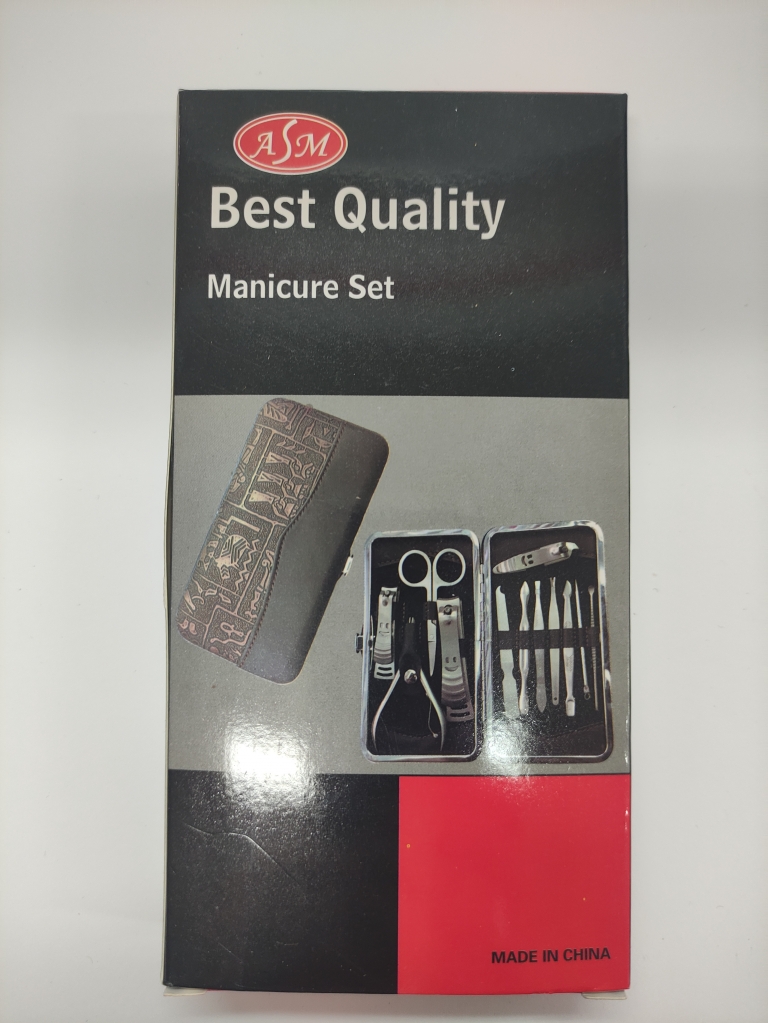 ASM
Best Quality
Manicure Set
MADE IN CHINA